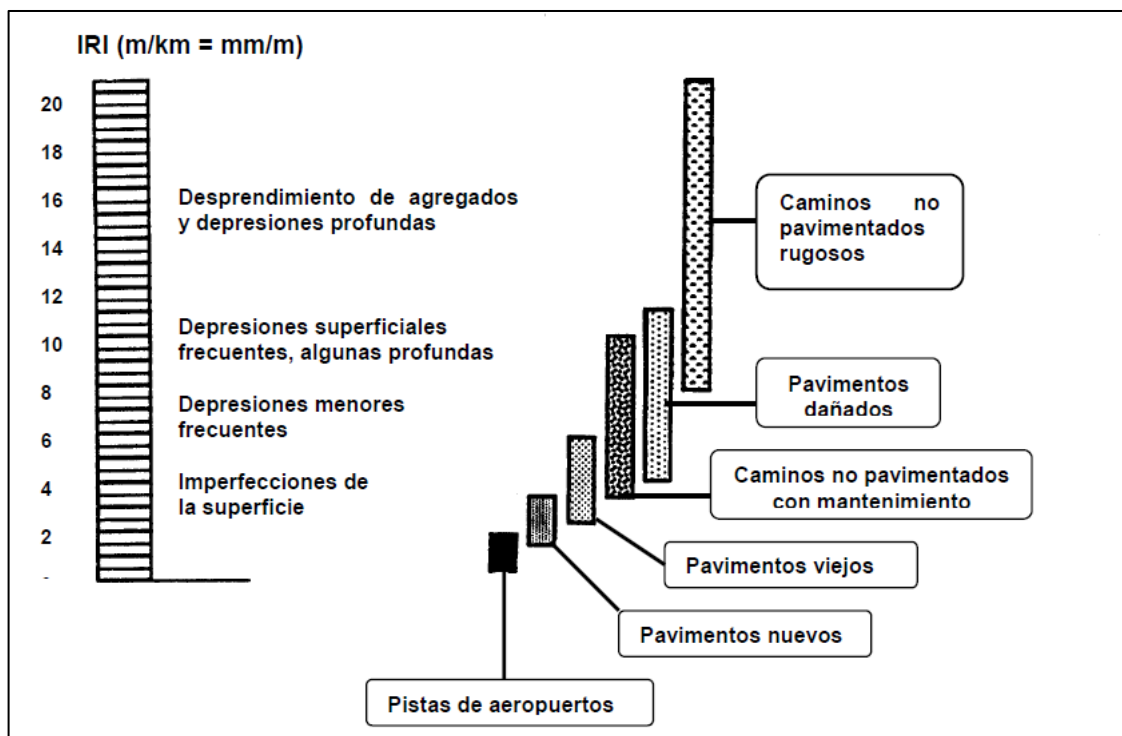 IRI (m/km = mm/m)
20
18
16
14
12
10
8
6
4
2
-
Desprendimiento de agregados
y depresiones profundas
Depresiones superficiales
frecuentes, algunas profundas
Depresiones menores
frecuentes
Imperfecciones de
la superficie
Caminos no
pavimentados
rugosos
Pavimentos
dañados
Caminos no pavimentados
con mantenimiento
Pavimentos viejos
Pavimentos nuevos
Pistas de aeropuertos